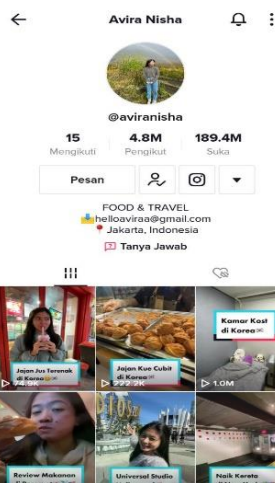 Avira Nisha
@aviranisha
15 4.8M 189.4M
Mengikuti Pengikut Suka
Pesan
FOOD & TRAVEL
helloaviraa@gmail.com
Jakarta, Indonesia
Tanya Jawab
Jajan Jus Terenak
di Korea
Jajan Kue Cubit
di Korea
222.2K
Kamar Kost
di Korea
1.0M
Review Makanan
Universal Studio
Naik Kereta